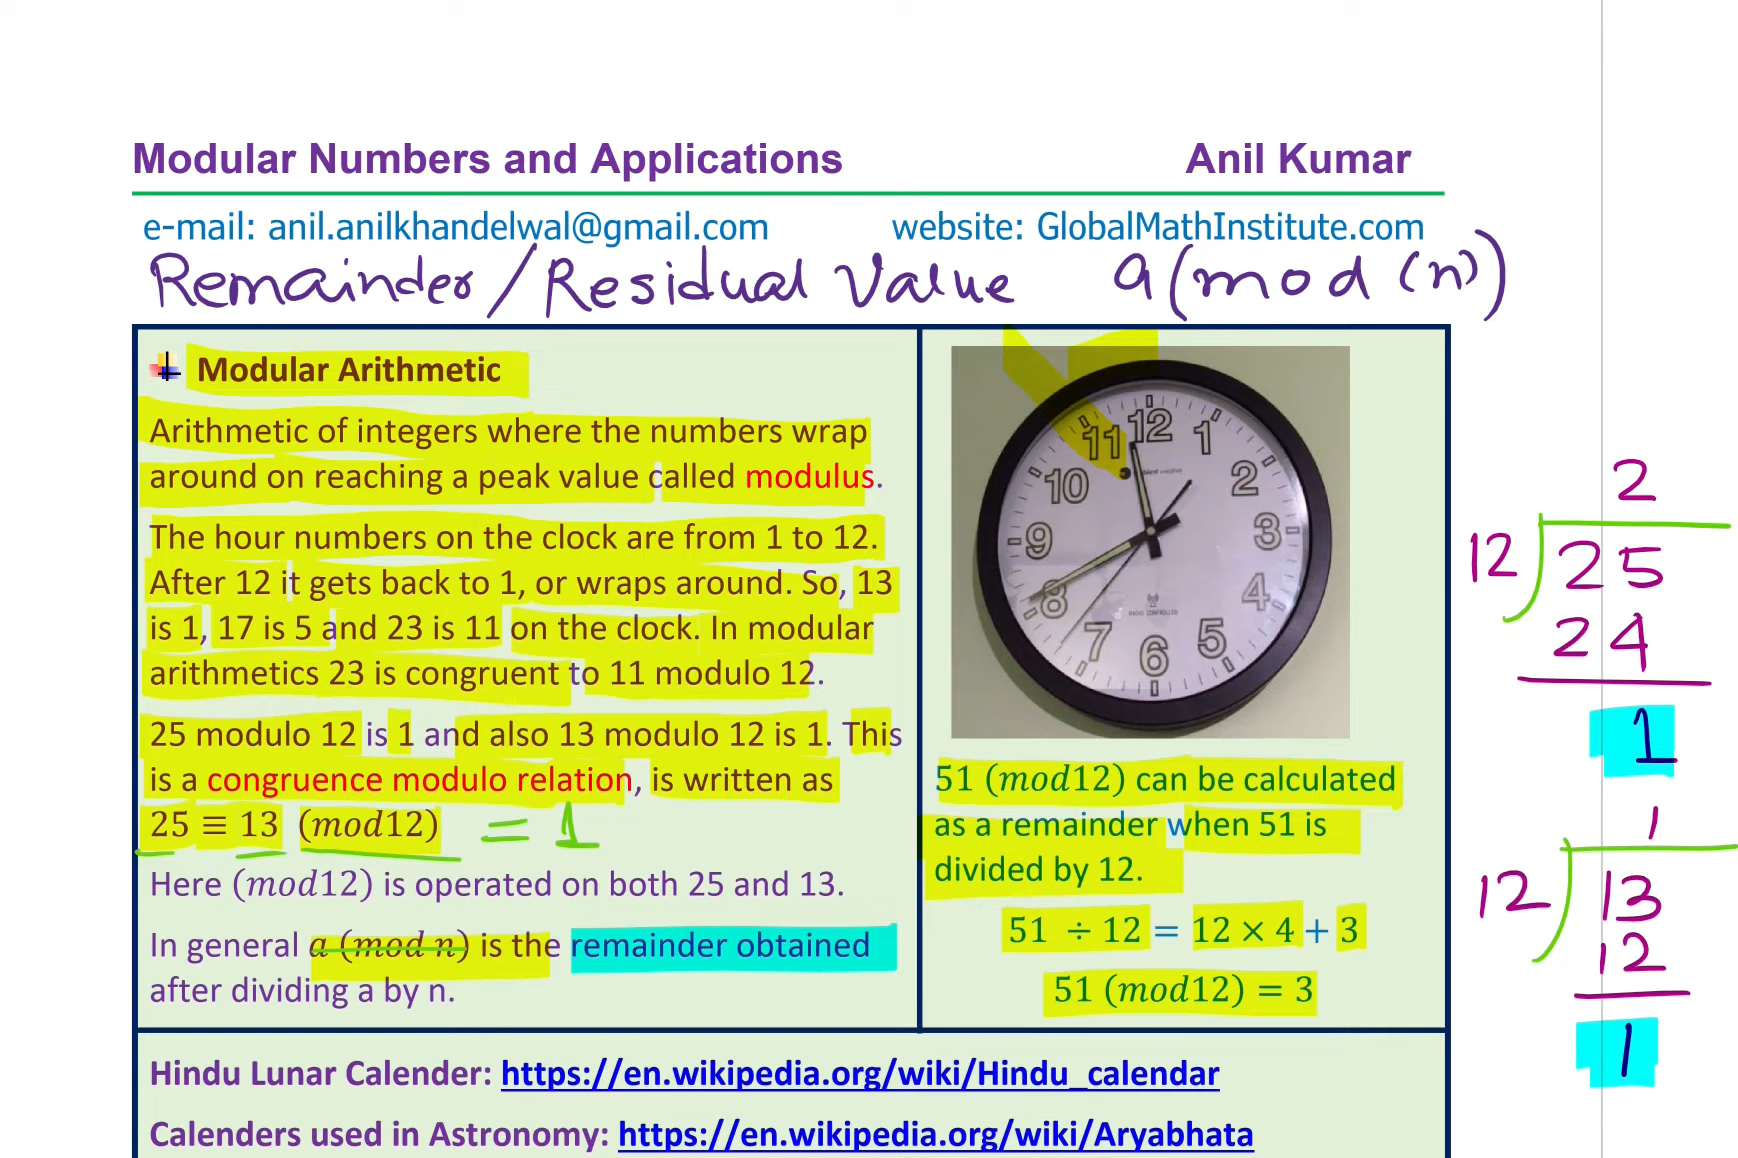 Modular Numbers and Applications Anil Kumar
e-mail: anil.anilkhandelwal@gmail.com website: GlobalMathInstitute.com
Remainder / Residual Value a (mod (n))
Modular Arithmetic
Arithmetic of integers where the numbers wrap
around on reaching a peak value called modulus.
The hour numbers on the clock are from 1 to 12.
After 12 it gets back to 1, or wraps around. So, 13
is 1, 17 is 5 and 23 is 11 on the clock. In modular
arithmetics 23 is congruent to 11 modulo 12.
25 modulo 12 is 1 and also 13 modulo 12 is 1. This
is a congruence modulo relation, is written as
25 ≡ 13 (mod12) = 1
Here (mod12) is operated on both 25 and 13.
In general a (mod n) is the remainder obtained
after dividing a by n.
12
11
1
10
2
9
3
8
4
7
5
6
RADIO CONTROLLED
51 (mod12) can be calculated
as a remainder when 51 is
divided by 12.
51 ÷ 12 = 12 × 4 + 3
51 (mod12) = 3
2
12 25
24
1
1
12 13
12
1
Hindu Lunar Calender: https://en.wikipedia.org/wiki/Hindu_calendar
Calenders used in Astronomy: https://en.wikipedia.org/wiki/Aryabhata